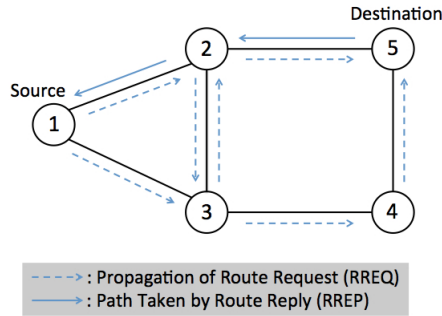 Destination
2
5
Source
1
3
4
: Propagation of Route Request (RREQ)
: Path Taken by Route Reply (RREP)